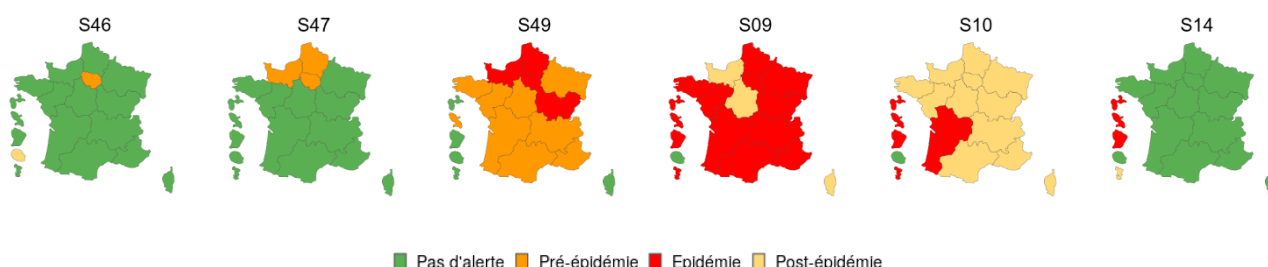 S46 S47 S49 S09 S10 S14
Pas d'alerte Pré-épidémie Epidémie Post-épidémie